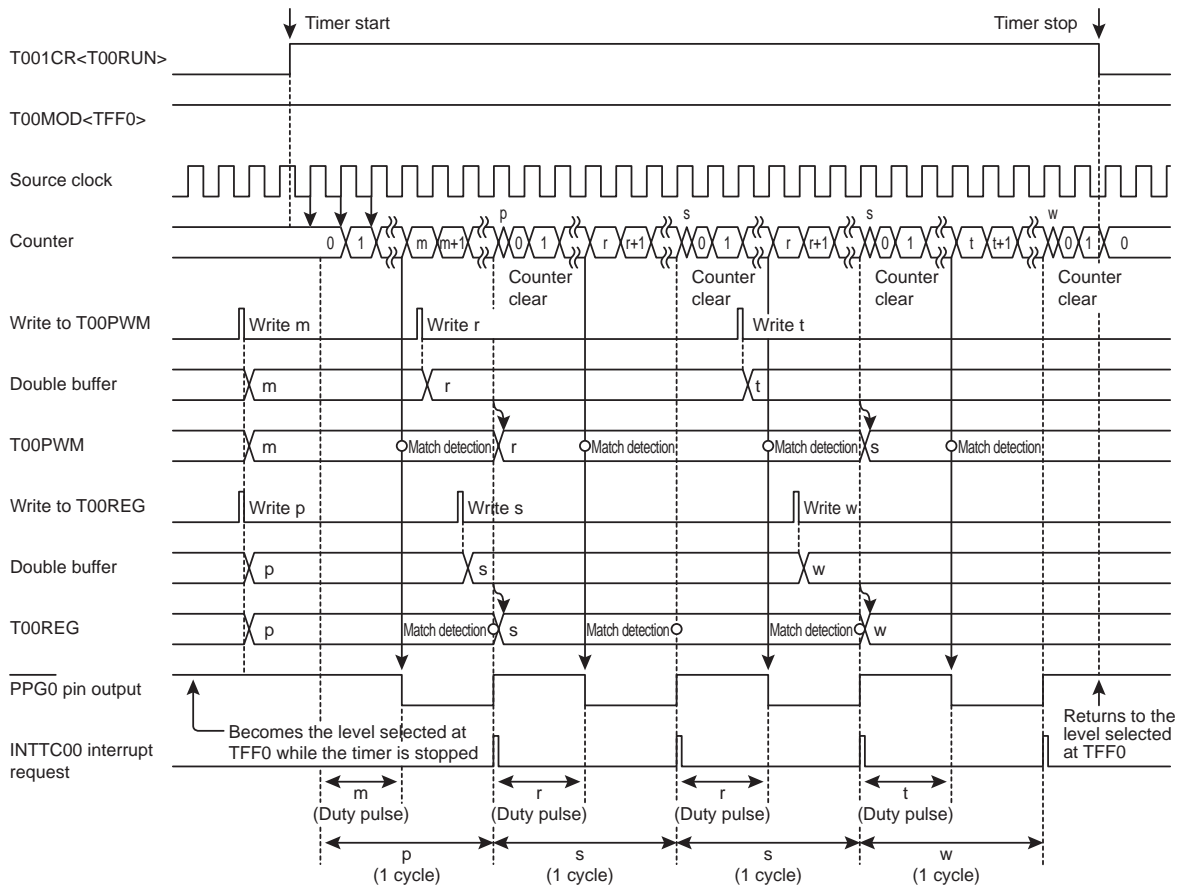 Timer start
Timer stop
T001CR<T00RUN>
T00MOD<TFF0>
Source clock
p
s
s
w
Counter
0 1 m m+1 0 1 r r+1 0 1 r r+1 0 1 t t+1 0 1 0
Counter clear
Counter clear
Counter clear
Counter clear
Write to T00PWM
Write m
Write r
Write t
Double buffer
m
r
t
T00PWM
m
Match detection
r
Match detection
Match detection
s
Match detection
Write to T00REG
Write p
Write s
Write w
Double buffer
p
s
w
T00REG
p
Match detection
s
Match detection
Match detection
w
PPG0 pin output
Becomes the level selected at
TFF0 while the timer is stopped
Returns to the
level selected
at TFF0
INTTC00 interrupt
request
m
(Duty pulse)
r
(Duty pulse)
r
(Duty pulse)
t
(Duty pulse)
p
(1 cycle)
s
(1 cycle)
s
(1 cycle)
w
(1 cycle)